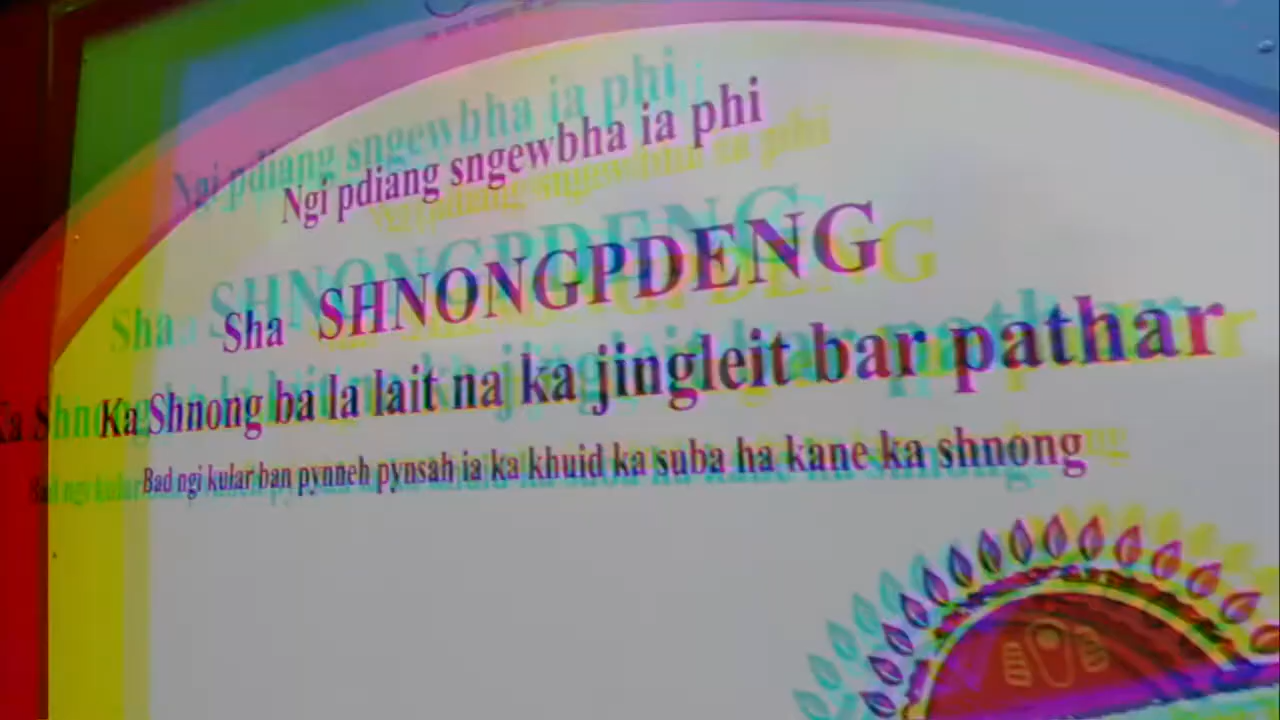 Ngi pdiang sngewbha ia phi
Sha SHNONGPDENG
Ka Shnong ba la lait na ka jingleit bar pathar
Bad ngi kular ban pynneh pynsah ia ka khuid ka suba ha kane ka shnong